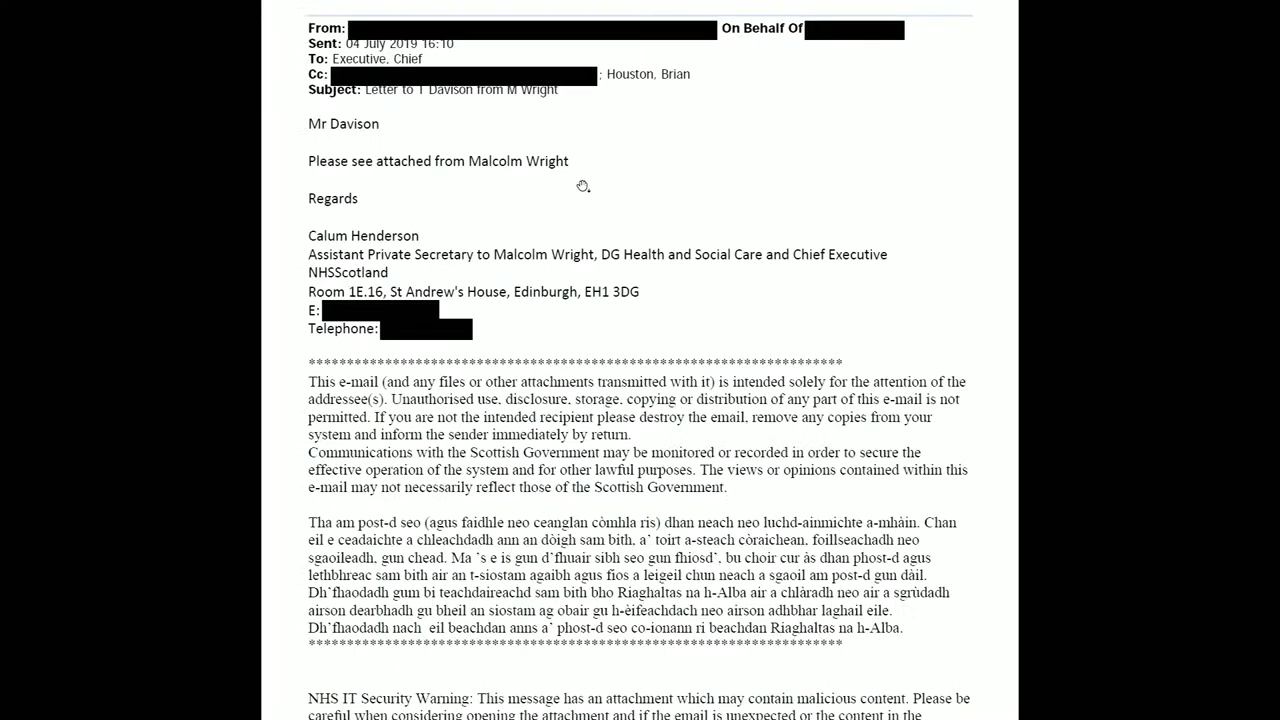 From: On Behalf Of
Sent: 04 July 2019 16:10
To: Executive, Chief
Cc: ; Houston, Brian
Subject: Letter to T Davison from M Wright
Mr Davison
Please see attached from Malcolm Wright
Regards
Calum Henderson
Assistant Private Secretary to Malcolm Wright, DG Health and Social Care and Chief Executive
NHSScotland
Room 1E.16, St Andrew's House, Edinburgh, EH1 3DG
E:
Telephone:
**********************************************************************
This e-mail (and any files or other attachments transmitted with it) is intended solely for the attention of the
addressee(s). Unauthorised use, disclosure, storage, copying or distribution of any part of this e-mail is not
permitted. If you are not the intended recipient please destroy the email, remove any copies from your
system and inform the sender immediately by return.
Communications with the Scottish Government may be monitored or recorded in order to secure the
effective operation of the system and for other lawful purposes. The views or opinions contained within this
e-mail may not necessarily reflect those of the Scottish Government.
Tha am post-d seo (agus faidhle neo ceanglan còmhla ris) dhan neach neo luchd-ainmichte a-mhàin. Chan
eil e ceadaichte a chleachdadh ann an dòigh sam bith, a’ toirt a-steach còraichean, foillseachadh neo
sgaoileadh, gun chead. Ma ’s e is gun d’fhuair sibh seo gun fhiosd’, bu choir cur às dhan phost-d agus
lethbhreac sam bith air an t-siostam agaibh agus fios a leigeil chun neach a sgaoil am post-d gun dàil.
Dh’fhaodadh gum bi teachdaireachd sam bith bho Riaghaltas na h-Alba air a chlàradh neo air a sgrùdadh
airson dearbhadh gu bheil an siostam ag obair gu h-èifeachdach neo airson adhbhar laghail eile.
Dh’fhaodadh nach  eil beachdan anns a’ phost-d seo co-ionann ri beachdan Riaghaltas na h-Alba.
**********************************************************************
NHS IT Security Warning: This message has an attachment which may contain malicious content. Please be
careful when considering opening the attachment and if the email is unexpected or the content in the